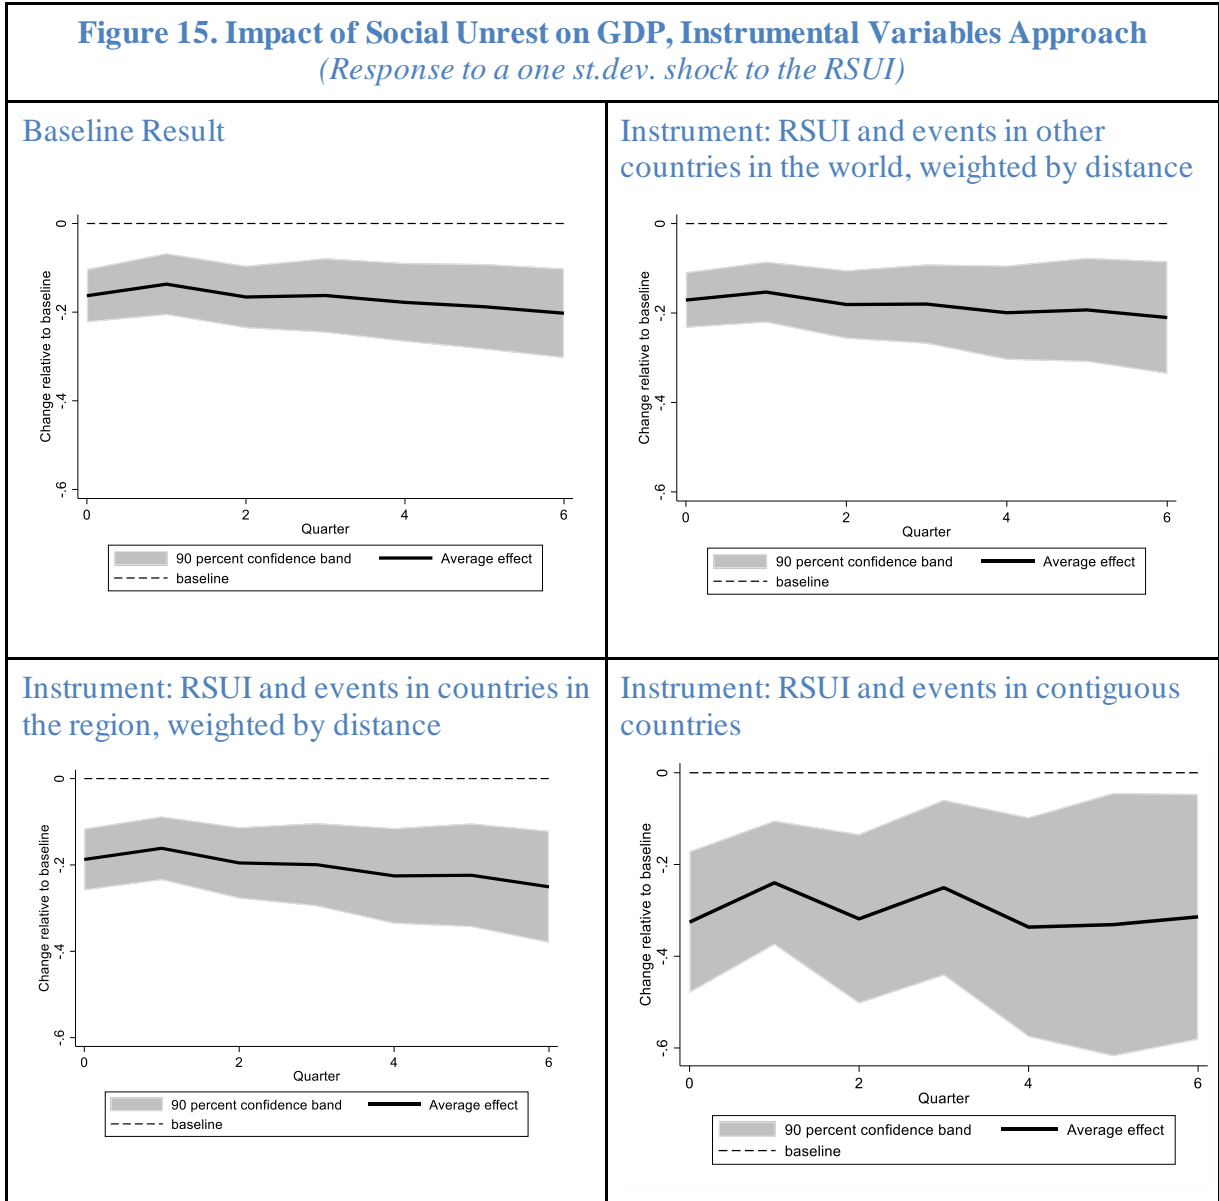 Figure 15. Impact of Social Unrest on GDP, Instrumental Variables Approach
(Response to a one st.dev. shock to the RSUI)
Baseline Result
Change relative to baseline
0
-.2
-.4
-.6
0 2 4 6
Quarter
90 percent confidence band Average effect
baseline
Instrument: RSUI and events in other
countries in the world, weighted by distance
Change relative to baseline
0
-.2
-.4
-.6
0 2 4 6
Quarter
90 percent confidence band Average effect
baseline
Instrument: RSUI and events in countries in
the region, weighted by distance
Change relative to baseline
0
-.2
-.4
-.6
0 2 4 6
Quarter
90 percent confidence band Average effect
baseline
Instrument: RSUI and events in contiguous
countries
Change relative to baseline
0
-.2
-.4
-.6
0 2 4 6
Quarter
90 percent confidence band Average effect
baseline